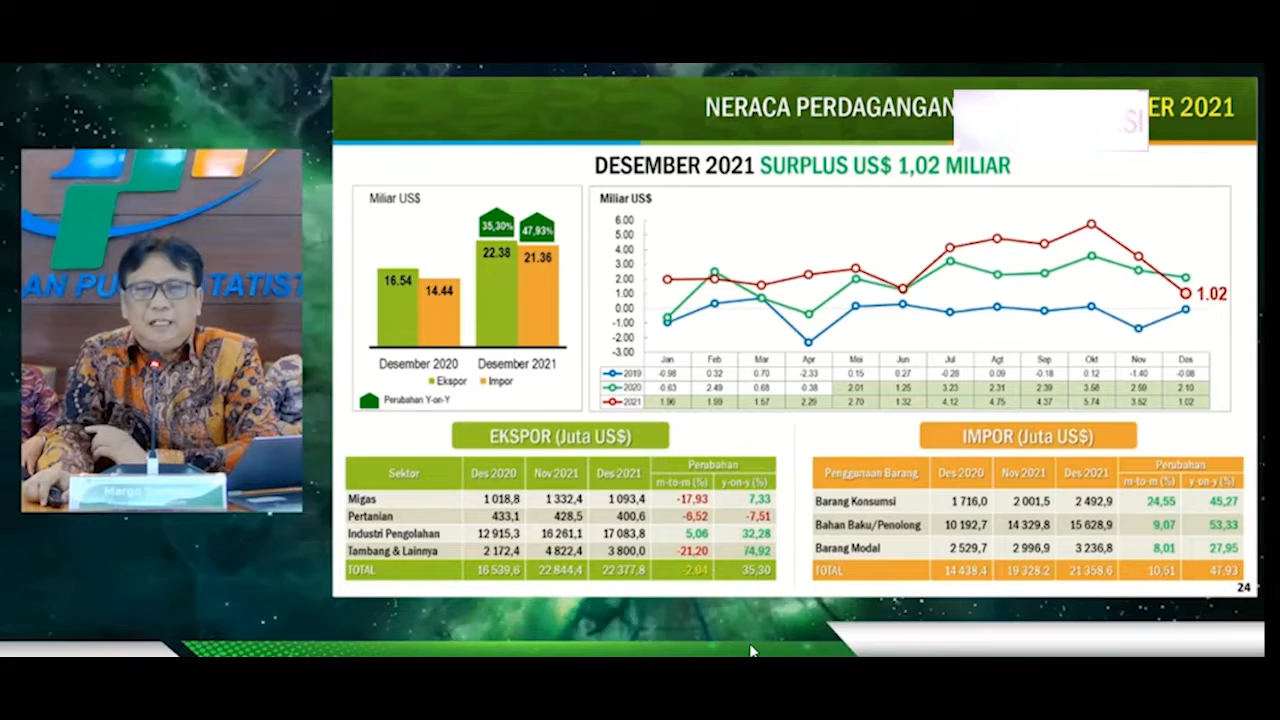 NERACA PERDAGANGAN ER 2021
SI
DESEMBER 2021 SURPLUS US$ 1,02 MILIAR
AN PU STATIST
Margo
Miliar US$
35,30% 47,93%
16.54 14.44 22.38 21.36
Desember 2020 Desember 2021
Ekspor Impor
Perubahan Y-on-Y
Miliar US$
6.00
5.00
4.00
3.00
2.00
1.00
0.00
-1.00
-2.00
-3.00
1.02
Jan Feb Mar Apr Mei Jun Jul Agt Sep Okt Nov Des
2019 -0.98 0.32 0.70 -2.33 0.15 0.27 -0.28 0.09 -0.18 0.12 -1.40 -0.08
2020 -0.63 2.49 0.68 -0.38 2.01 1.25 3.23 2.31 2.39 3.58 2.59 2.10
2021 1.96 1.99 1.57 2.29 2.70 1.32 4.12 4.75 4.37 5.74 3.52 1.02
EKSPOR (Juta US$)
Sektor Des 2020 Nov 2021 Des 2021 Perubahan
m-to-m (%) y-on-y (%)
Migas 1 018,8 1 332,4 1 093,4 -17,93 7,33
Pertanian 433,1 428,5 400,6 -6,52 -7,51
Industri Pengolahan 12 915,3 16 261,1 17 083,8 5,06 32,28
Tambang & Lainnya 2 172,4 4 822,4 3 800,0 -21,20 74,92
TOTAL 16 539,6 22 844,4 22 377,8 -2,04 35,30
IMPOR (Juta US$)
Penggunaan Barang Des 2020 Nov 2021 Des 2021 Perubahan
m-to-m (%) y-on-y (%)
Barang Konsumsi 1 716,0 2 001,5 2 492,9 24,55 45,27
Bahan Baku/Penolong 10 192,7 14 329,8 15 628,9 9,07 53,33
Barang Modal 2 529,7 2 996,9 3 236,8 8,01 27,95
TOTAL 14 438,4 19 328,2 21 358,6 10,51 47,93
24